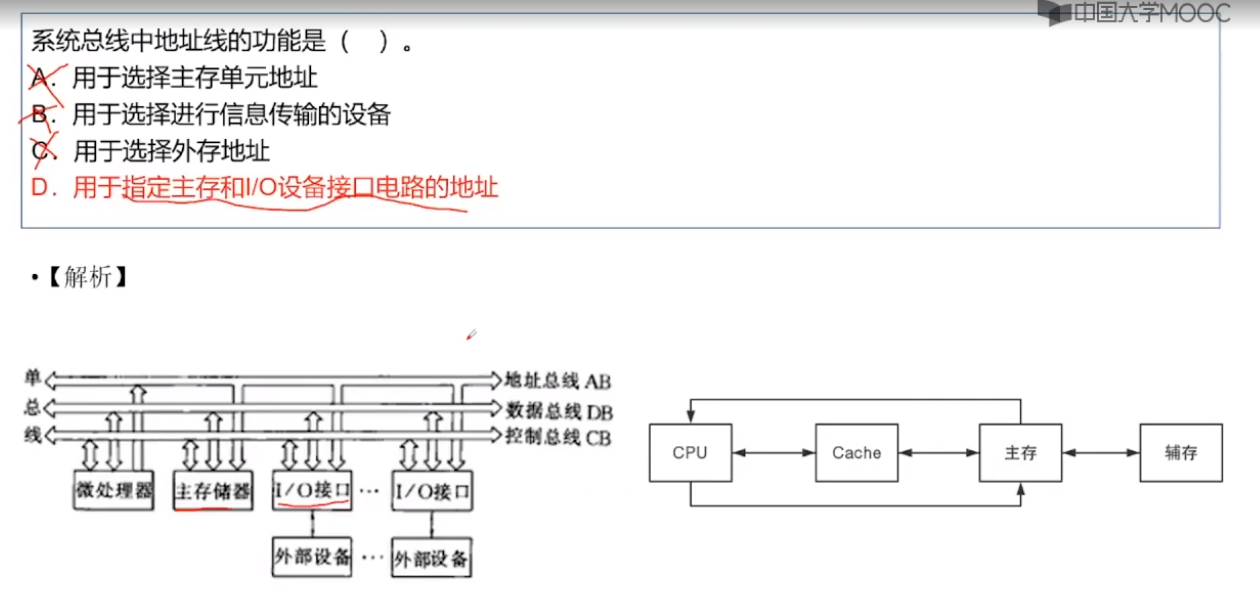 中国大学MOOC
系统总线中地址线的功能是（ ）。
A．用于选择主存单元地址
B．用于选择进行信息传输的设备
C．用于选择外存地址
D．用于指定主存和I/O设备接口电路的地址
•【解析】
单 地址总线 AB
总 数据总线 DB
线 控制总线 CB
微处理器 主存储器 I/O接口 … I/O接口
外部设备 … 外部设备
CPU Cache 主存 辅存